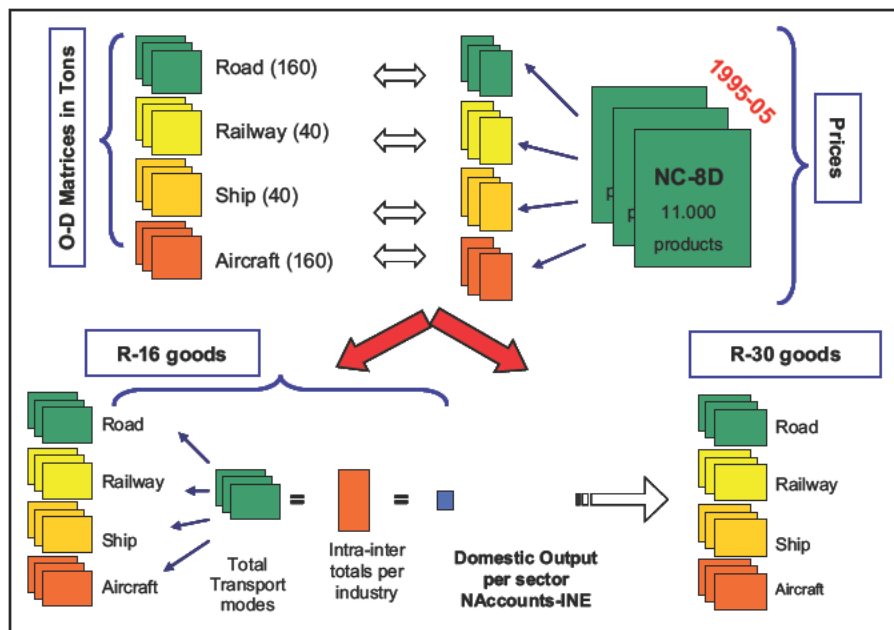 O-D Matrices in Tons
Road (160)
Railway (40)
Ship (40)
Aircraft (160)
1995-05
p
p
NC-8D
11.000
products
Prices
R-16 goods
R-30 goods
Road
Railway
Ship
Aircraft
Total
Transport
modes
=
Intra-inter
totals per
industry
=
Domestic Output
per sector
NAccounts-INE
Road
Railway
Ship
Aircraft